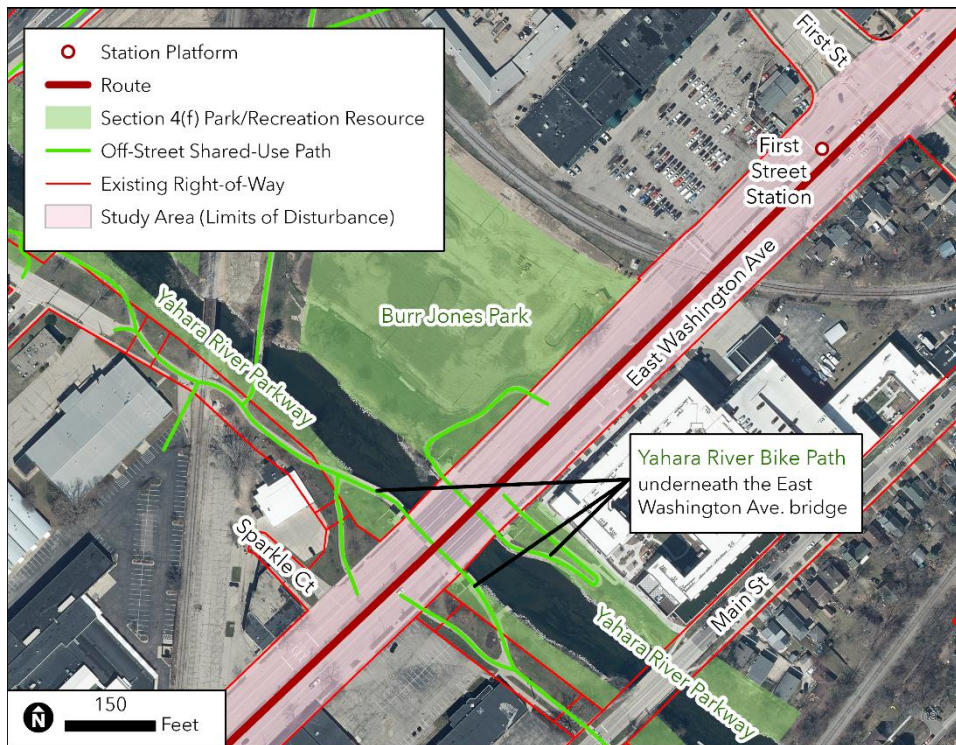 First St
Station Platform
Route
Section 4(f) Park/Recreation Resource
Off-Street Shared-Use Path
Existing Right-of-Way
Study Area (Limits of Disturbance)
First
Street
Station
Burr Jones Park
East Washington Ave
Yahara River Parkway
Yahara River Bike Path
underneath the East
Washington Ave. bridge
Sparkle Ct
Main St
Yahara River Parkway
N
150
Feet